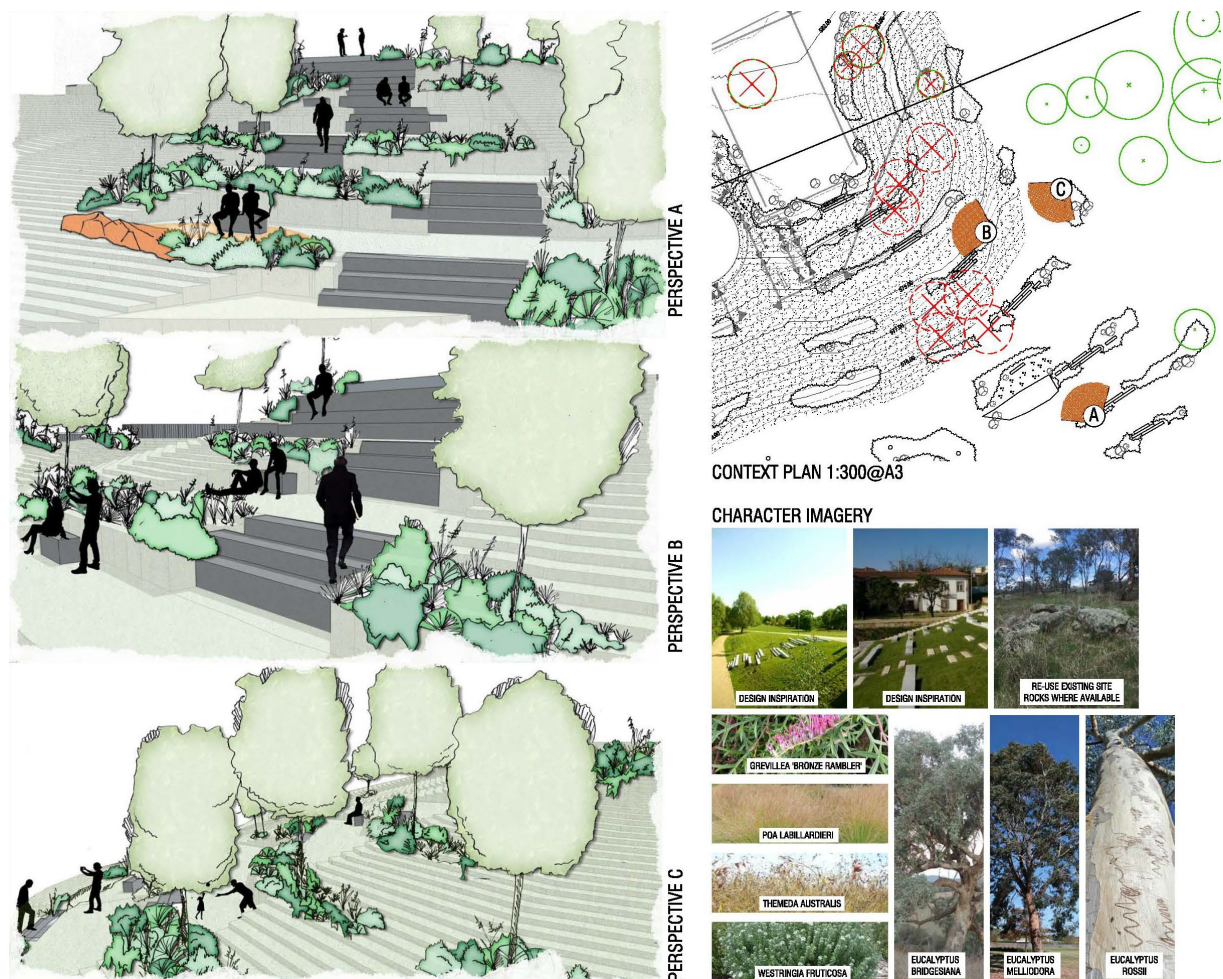 PERSPECTIVE A
PERSPECTIVE B
PERSPECTIVE C
B
C
A
CONTEXT PLAN 1:300@A3
CHARACTER IMAGERY
DESIGN INSPIRATION
DESIGN INSPIRATION
RE-USE EXISTING SITE
ROCKS WHERE AVAILABLE
GREVILLEA 'BRONZE RAMBLER'
POA LABILLARDIERI
THEMEDA AUSTRALIS
WESTRINGIA FRUTICOSA
EUCALYPTUS
BRIDGESIANA
EUCALYPTUS
MELLIODORA
EUCALYPTUS
ROSSII